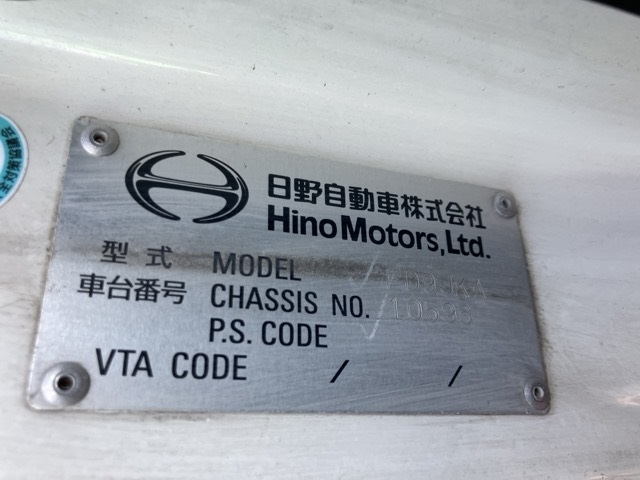 日野自動車株式会社
Hino Motors, Ltd.
型式 MODEL
車台番号 CHASSIS NO. 10596
P.S. CODE
VTA CODE / /